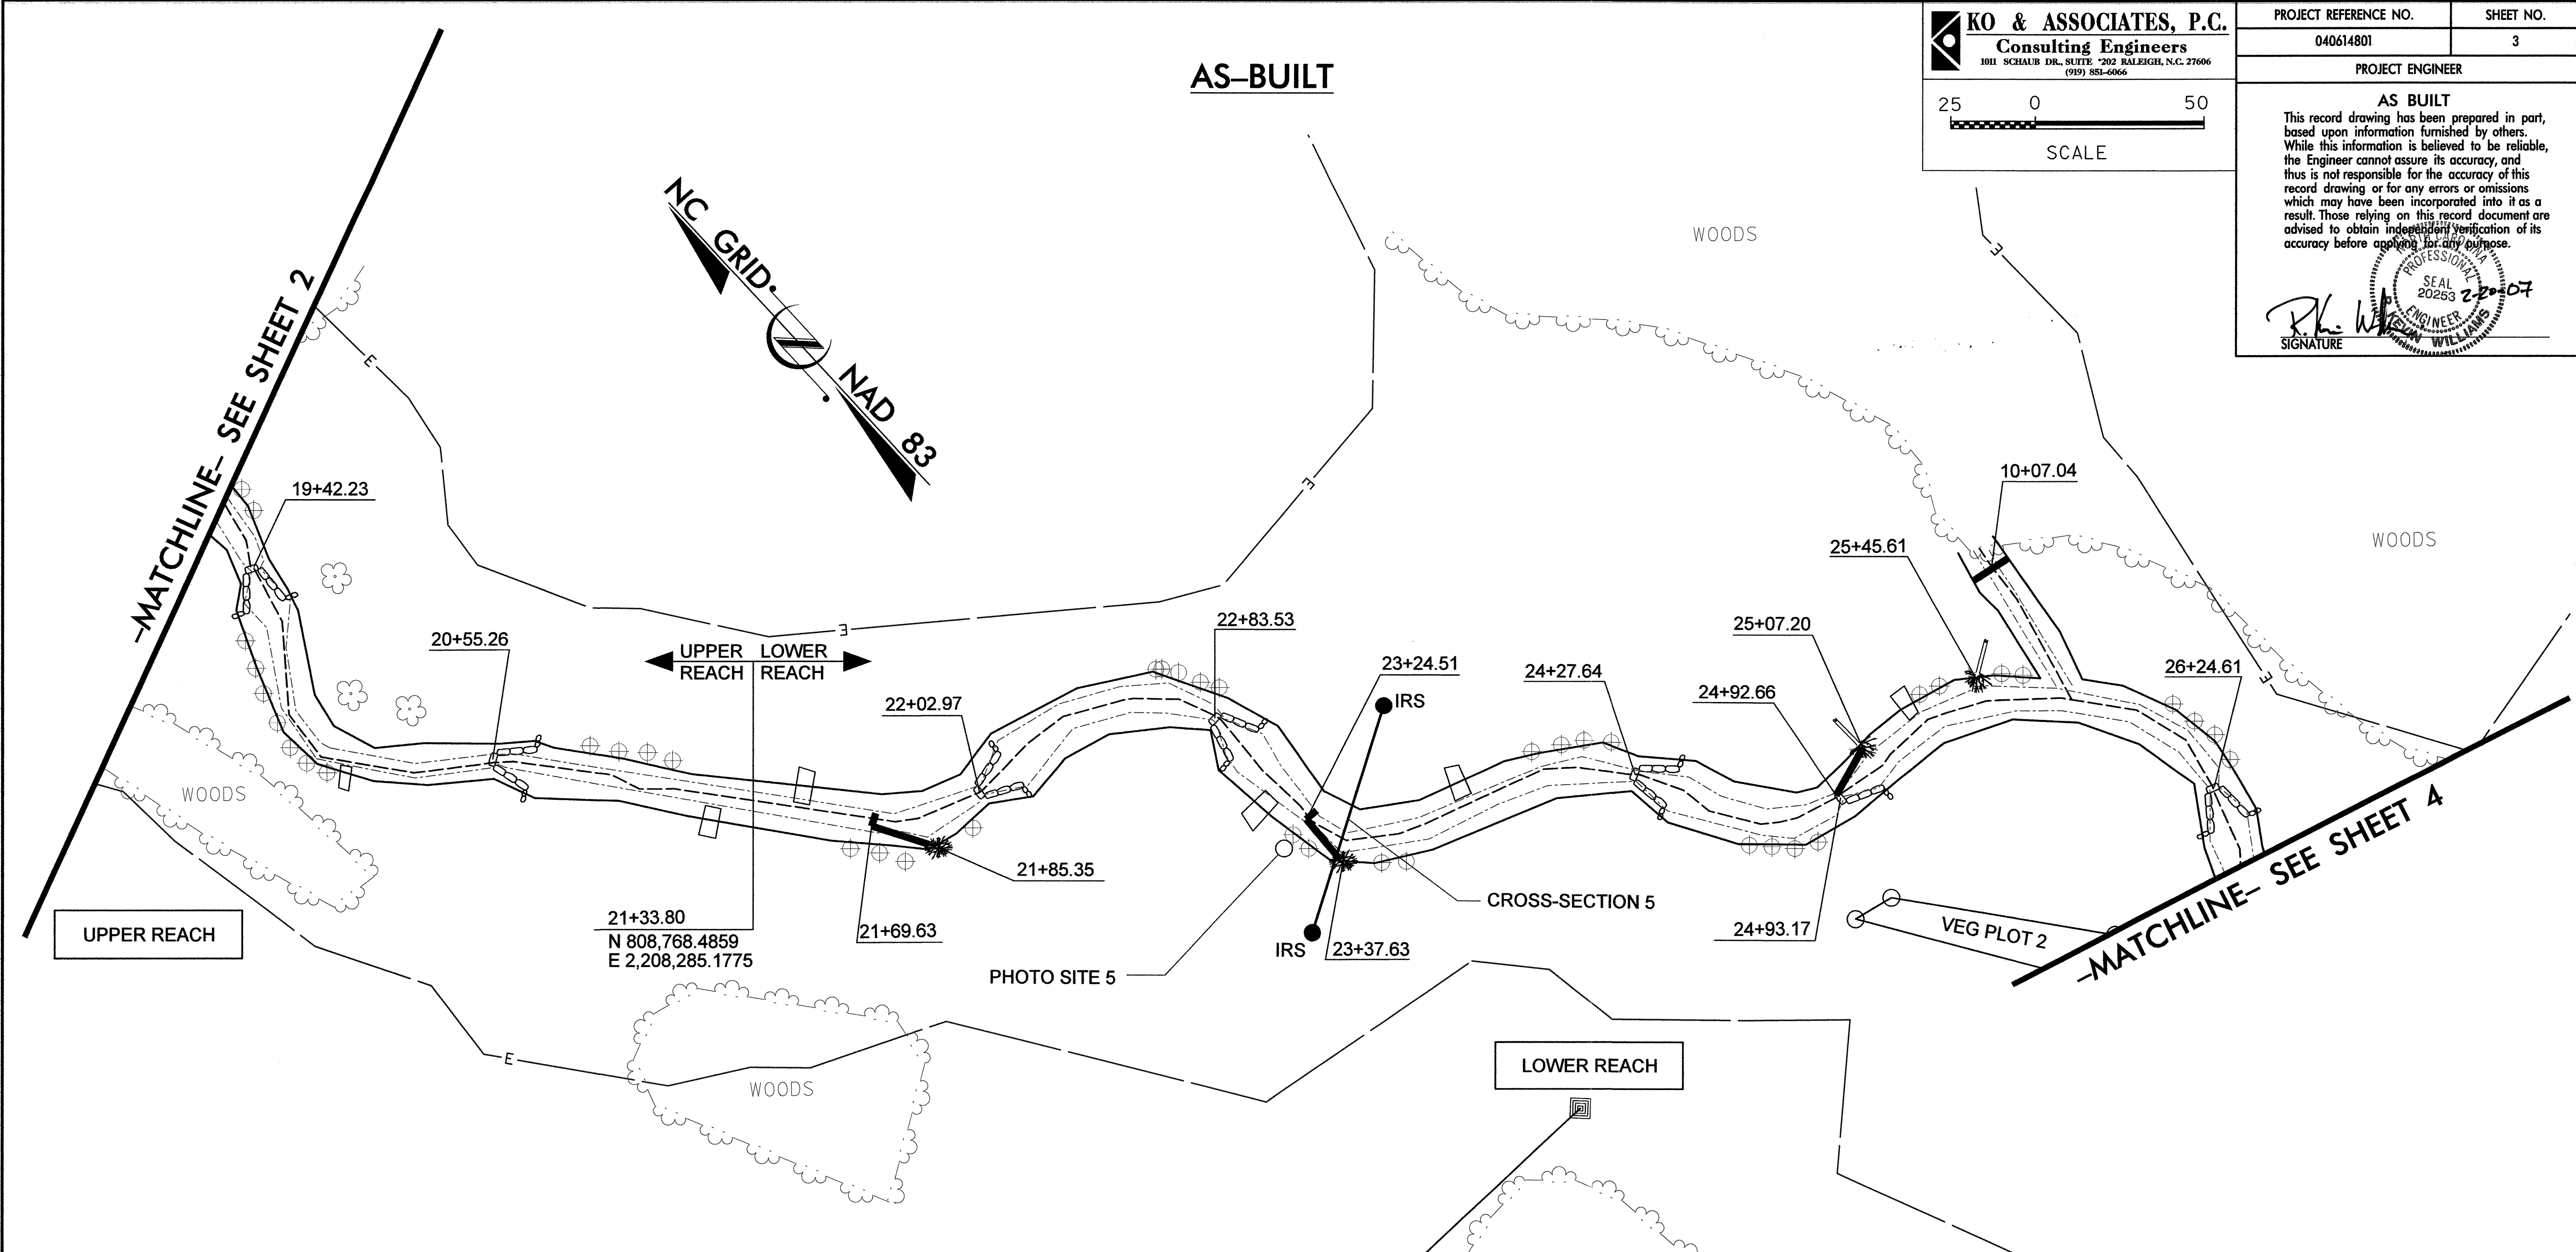 AS–BUILT
KO & ASSOCIATES, P.C.
Consulting Engineers
1011 SCHAUB DR., SUITE *202 RALEIGH, N.C. 27606
(919) 851–6066
25 0 50
SCALE
PROJECT REFERENCE NO.
SHEET NO.
040614801
3
PROJECT ENGINEER
AS BUILT
This record drawing has been prepared in part,
based upon information furnished by others.
While this information is believed to be reliable,
the Engineer cannot assure its accuracy, and
thus is not responsible for the accuracy of this
record drawing or for any errors or omissions
which may have been incorporated into it as a
result. Those relying on this record document are
advised to obtain independent verification of its
accuracy before applying for any purpose.
NORTH CAROLINA
PROFESSIONAL
SEAL
20253
ENGINEER
KEVIN WILLIAMS
2-20-07
SIGNATURE
NC GRID
NAD 83
–MATCHLINE– SEE SHEET 2
WOODS
E
E
E
WOODS
10+07.04
19+42.23
25+45.61
20+55.26
E
UPPER REACH
LOWER REACH
22+83.53
25+07.20
23+24.51
24+27.64
26+24.61
E
24+92.66
22+02.97
IRS
WOODS
21+85.35
CROSS-SECTION 5
21+33.80
N 808,768.4859
E 2,208,285.1775
21+69.63
UPPER REACH
24+93.17
VEG PLOT 2
IRS
23+37.63
PHOTO SITE 5
–MATCHLINE– SEE SHEET 4
E
WOODS
LOWER REACH